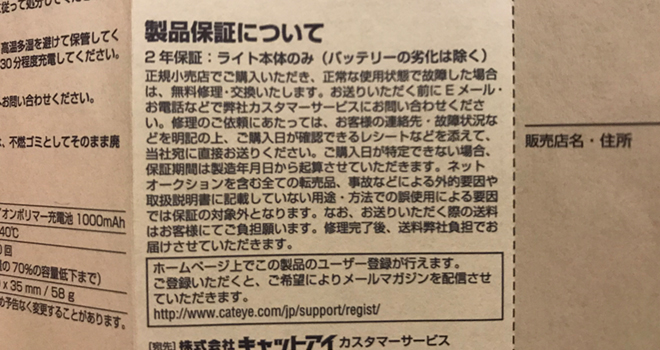 従って処分してくださ
高温多湿を避けて保管してく
30分程度充電してください。
お問い合わせください。
は、不燃ゴミとしてそのまま廃
イオンポリマー充電池 1000mAh
40℃
回
の70%の容量低下まで)
× 35 mm / 58 g
め予告なく変更することがあります。
製品保証について
2年保証：ライト本体のみ（バッテリーの劣化は除く）
正規小売店でご購入いただき、正常な使用状態で故障した場合
は、無料修理・交換いたします。お送りいただく前にEメール・
お電話などで弊社カスタマーサービスにお問い合わせくださ
い。修理のご依頼にあたっては、お客様の連絡先・故障状況な
どを明記の上、ご購入日が確認できるレシートなどを添えて、
当社宛に直接お送りください。ご購入日が特定できない場合、
保証期間は製造年月日から起算させていただきます。ネット
オークションを含む全ての転売品、事故などによる外的要因や
取扱説明書に記載していない用途・方法での誤使用による要因
では保証の対象外となります。なお、お送りいただく際の送料
はお客様にてご負担願います。修理完了後、送料弊社負担でお
届けさせていただきます。
ホームページ上でこの製品のユーザー登録が行えます。
ご登録いただくと、ご希望によりメールマガジンを配信させ
ていただきます。
http://www.cateye.com/jp/support/regist/
[宛先] 株式会社 キャットアイ カスタマーサービス
販売店名・住所